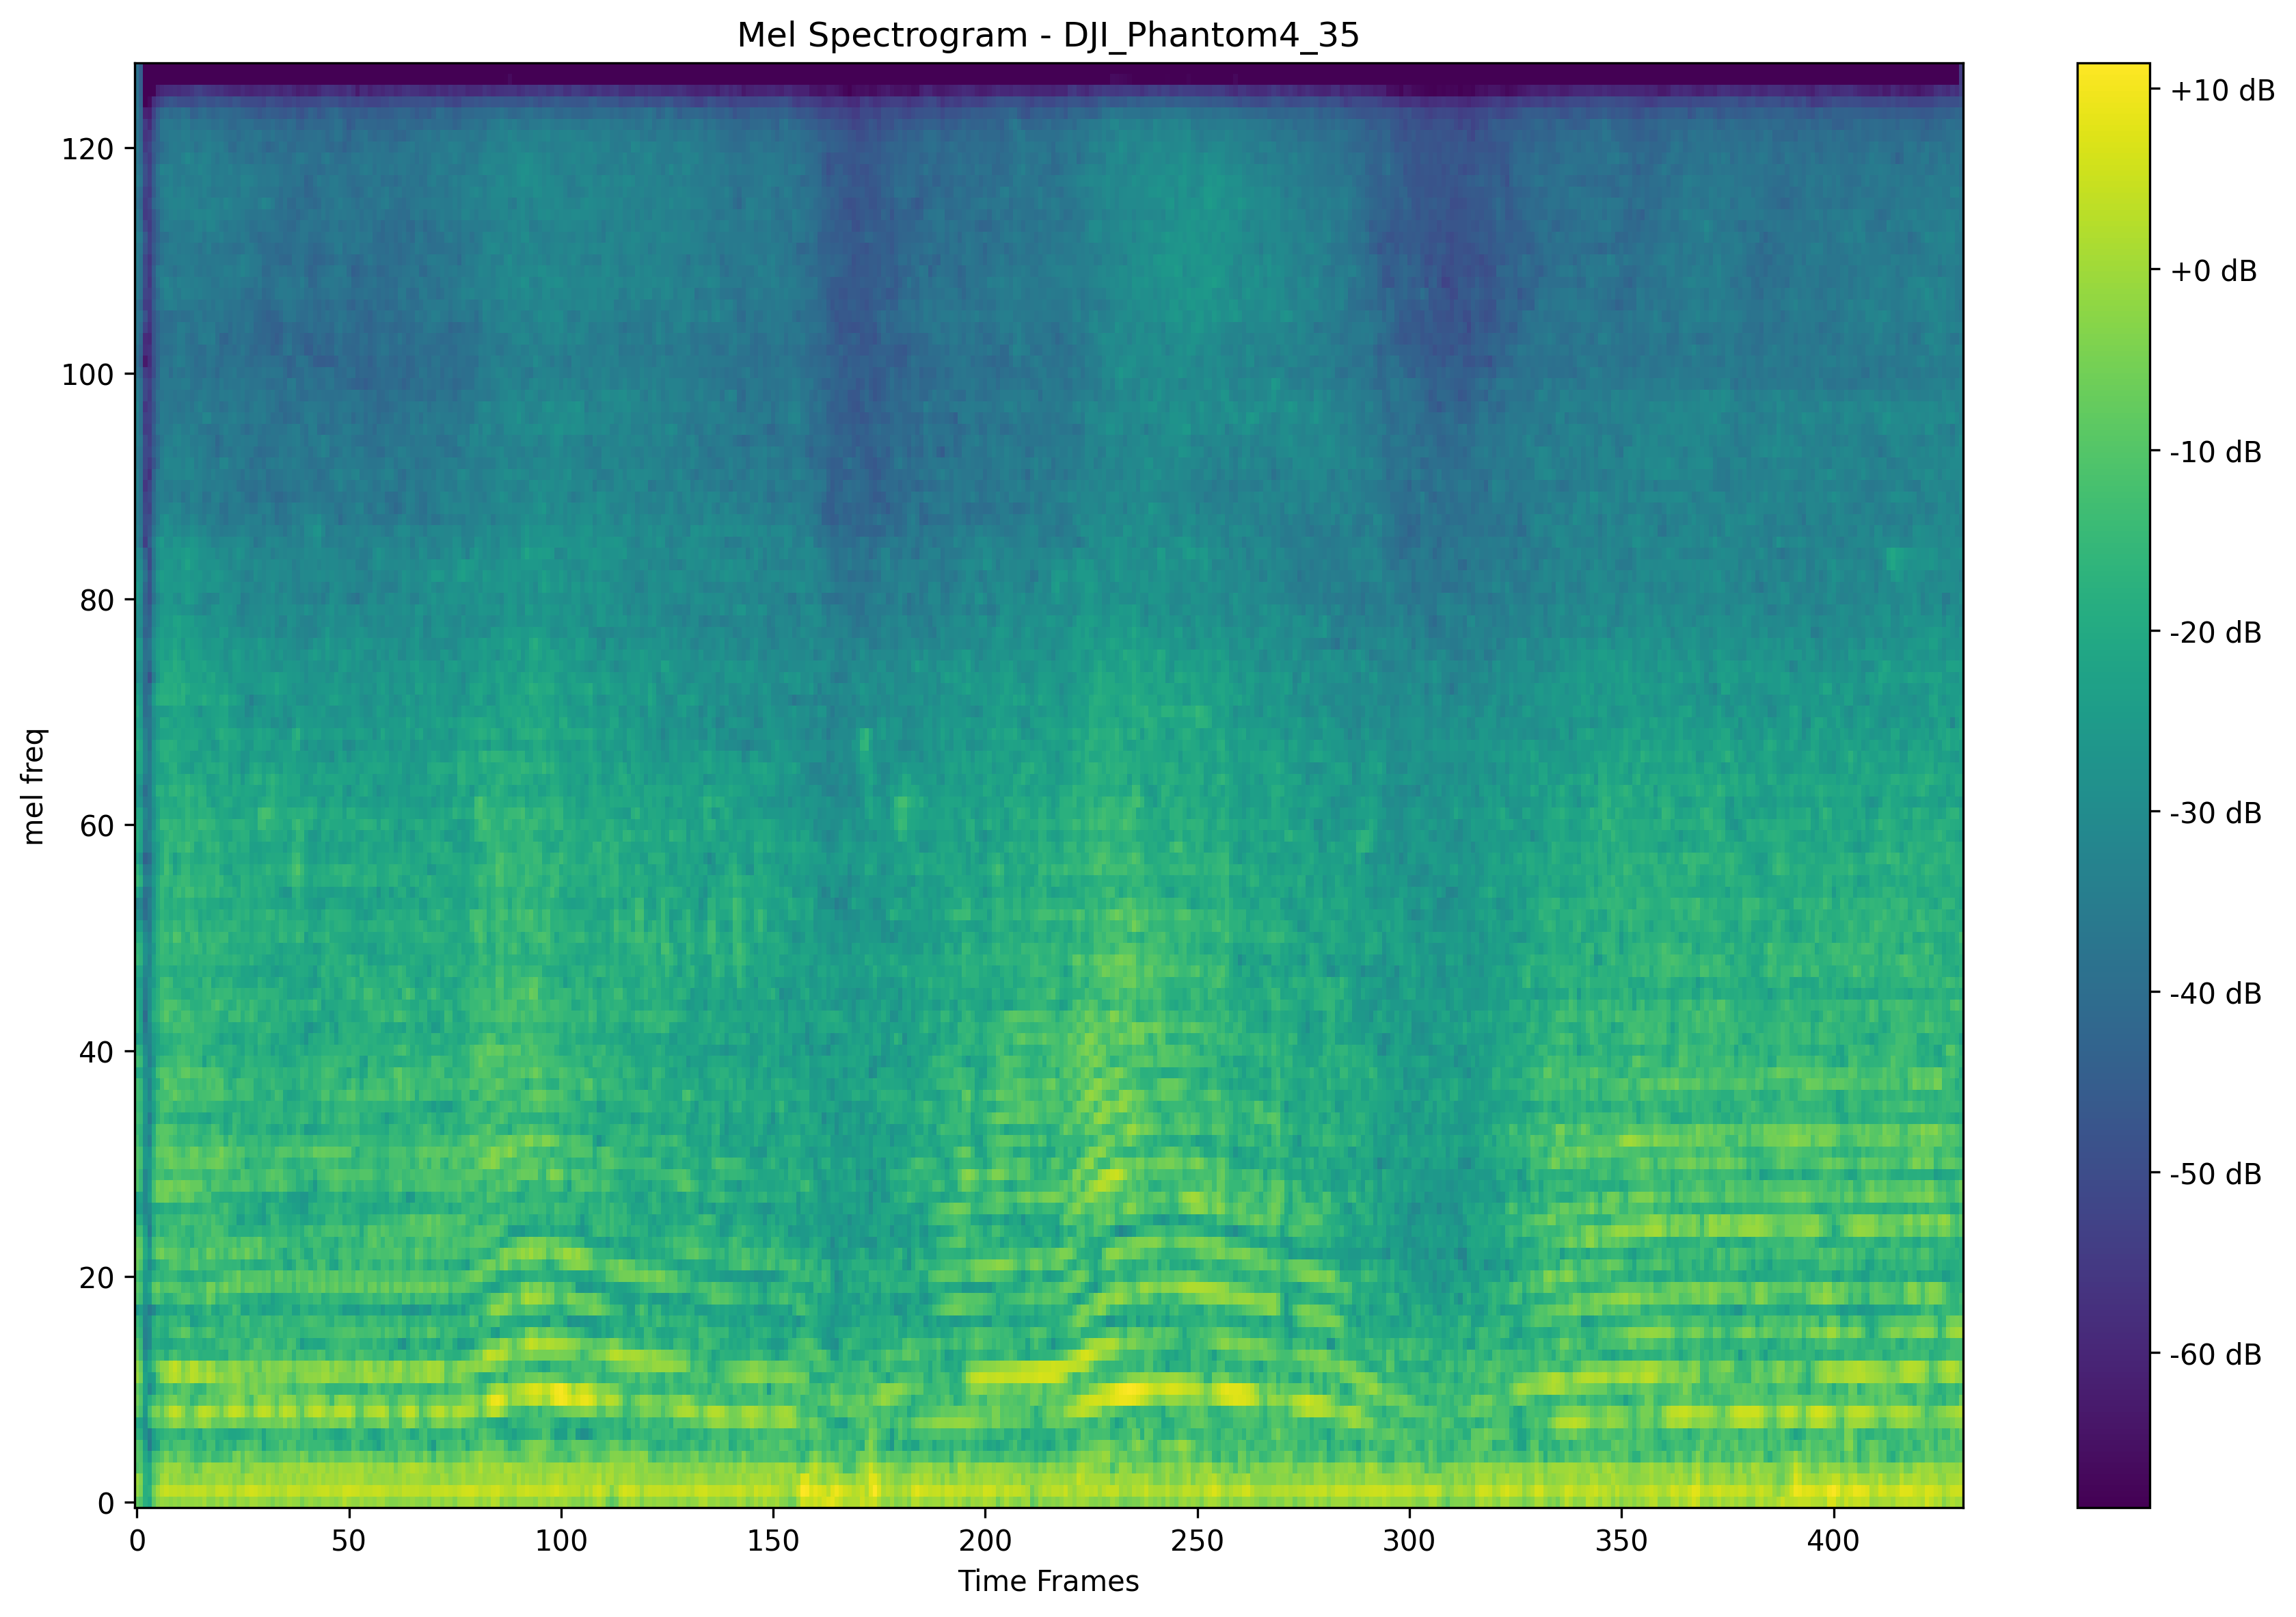 Mel Spectrogram - DJI_Phantom4_35
mel freq
120
100
80
60
40
20
0
0 50 100 150 200 250 300 350 400
Time Frames
+10 dB
+0 dB
-10 dB
-20 dB
-30 dB
-40 dB
-50 dB
-60 dB